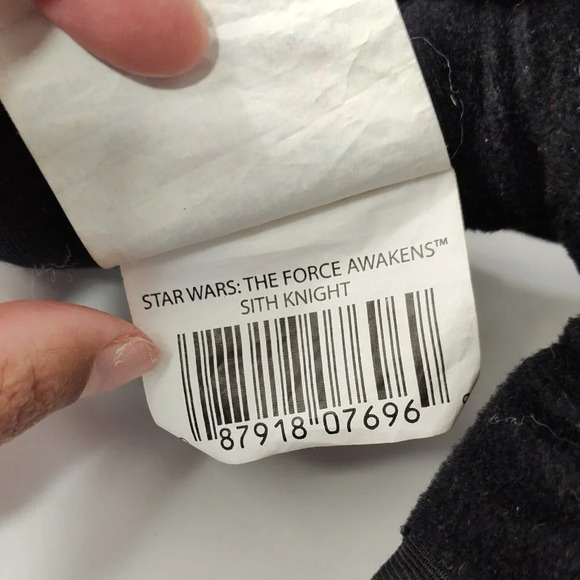 STAR WARS: THE FORCE AWAKENS™
SITH KNIGHT
87918 07696